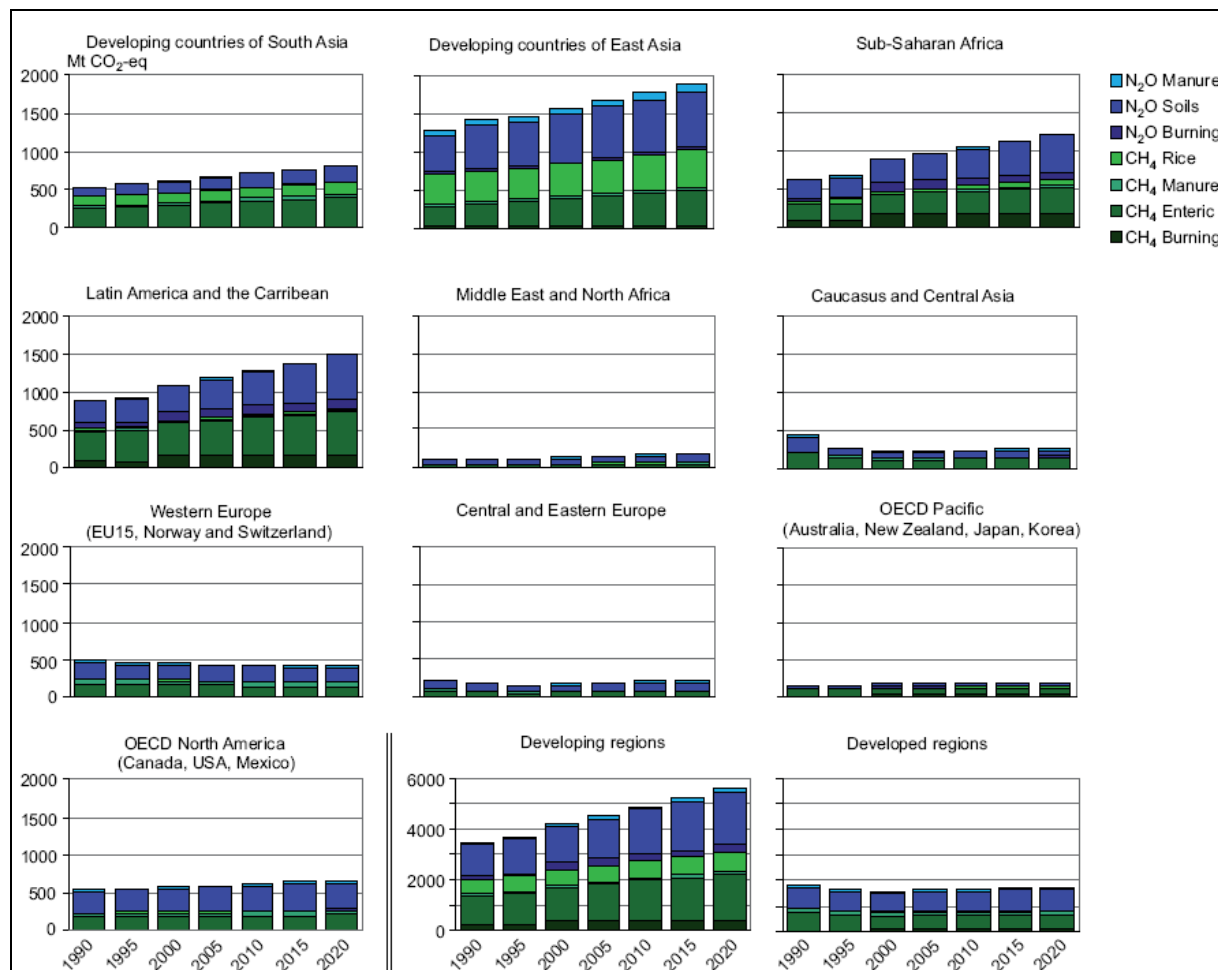 Developing countries of South Asia
Mt CO₂-eq
2000
1500
1000
500
0
Developing countries of East Asia
Sub-Saharan Africa
N₂O Manure
N₂O Soils
N₂O Burning
CH₄ Rice
CH₄ Manure
CH₄ Enteric
CH₄ Burning
Latin America and the Carribean
2000
1500
1000
500
0
Middle East and North Africa
Caucasus and Central Asia
Western Europe
(EU15, Norway and Switzerland)
2000
1500
1000
500
0
Central and Eastern Europe
OECD Pacific
(Australia, New Zealand, Japan, Korea)
OECD North America
(Canada, USA, Mexico)
2000
1500
1000
500
0
1990 1995 2000 2005 2010 2015 2020
Developing regions
6000
4000
2000
0
1990 1995 2000 2005 2010 2015 2020
Developed regions
1990 1995 2000 2005 2010 2015 2020